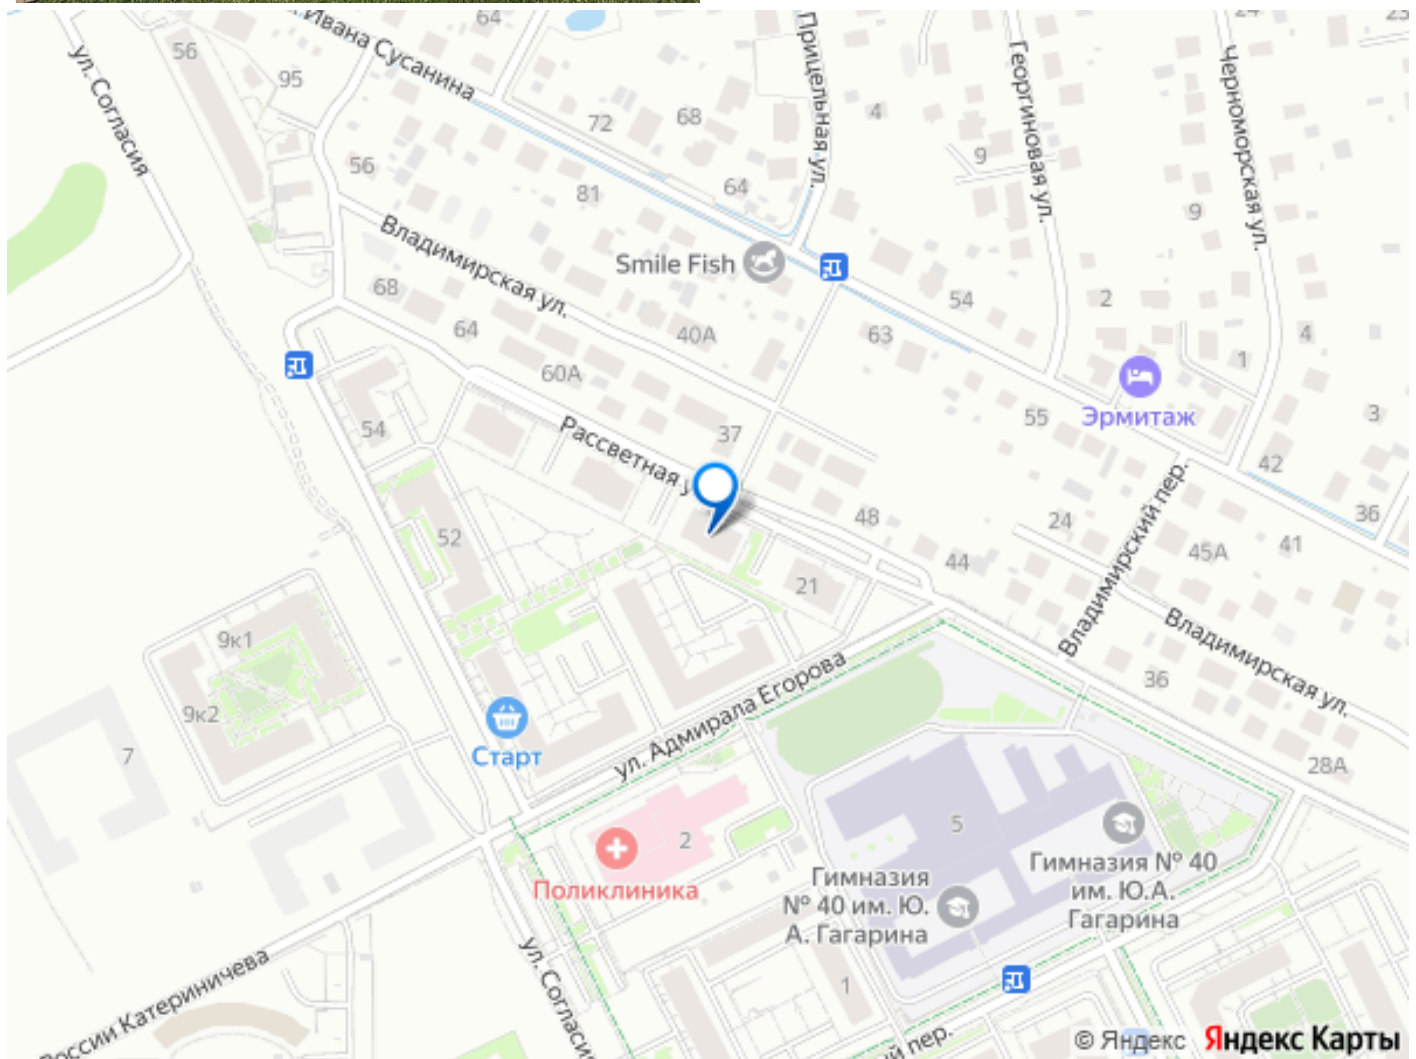 64
24
23
56
ул. Ивана Сусанина
ул. Согласия
95
72
68
Прицельная ул.
4
Георгиновая ул.
Черноморская ул.
9
56
81
64
9
Владимирская ул.
Smile Fish
68
64
40А
54
2
63
4
1
60А
Эрмитаж
55
3
54
37
Рассветная у
42
36
48
24
Владимирский пер.
45А
41
52
44
21
9к1
Владимирская ул.
36
9к2
ул. Адмирала Егорова
7
Старт
28А
5
2
Гимназия № 40
им. Ю.А.
Гагарина
Поликлиника
Гимназия
№ 40 им. Ю.
А. Гагарина
ул. Согласия
России Катериничева
1
пер.
© Яндекс Яндекс Карты